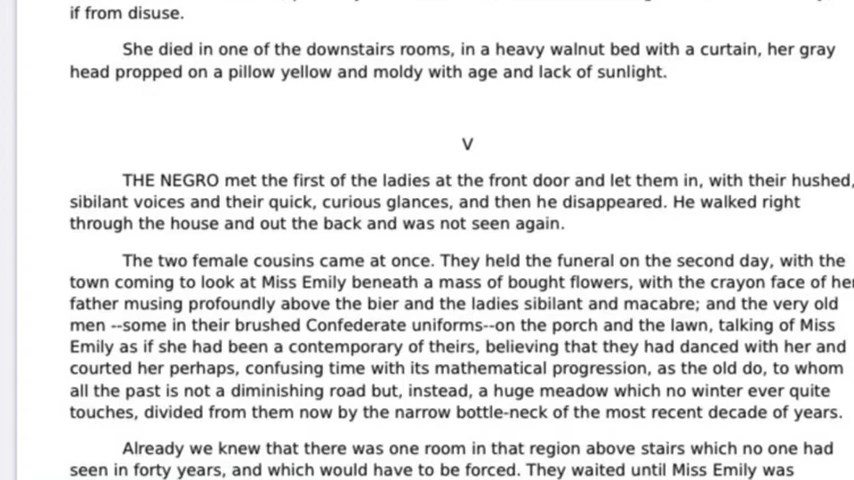 if from disuse.
She died in one of the downstairs rooms, in a heavy walnut bed with a curtain, her gray
head propped on a pillow yellow and moldy with age and lack of sunlight.
V
THE NEGRO met the first of the ladies at the front door and let them in, with their hushed,
sibilant voices and their quick, curious glances, and then he disappeared. He walked right
through the house and out the back and was not seen again.
The two female cousins came at once. They held the funeral on the second day, with the
town coming to look at Miss Emily beneath a mass of bought flowers, with the crayon face of her
father musing profoundly above the bier and the ladies sibilant and macabre; and the very old
men --some in their brushed Confederate uniforms--on the porch and the lawn, talking of Miss
Emily as if she had been a contemporary of theirs, believing that they had danced with her and
courted her perhaps, confusing time with its mathematical progression, as the old do, to whom
all the past is not a diminishing road but, instead, a huge meadow which no winter ever quite
touches, divided from them now by the narrow bottle-neck of the most recent decade of years.
Already we knew that there was one room in that region above stairs which no one had
seen in forty years, and which would have to be forced. They waited until Miss Emily was